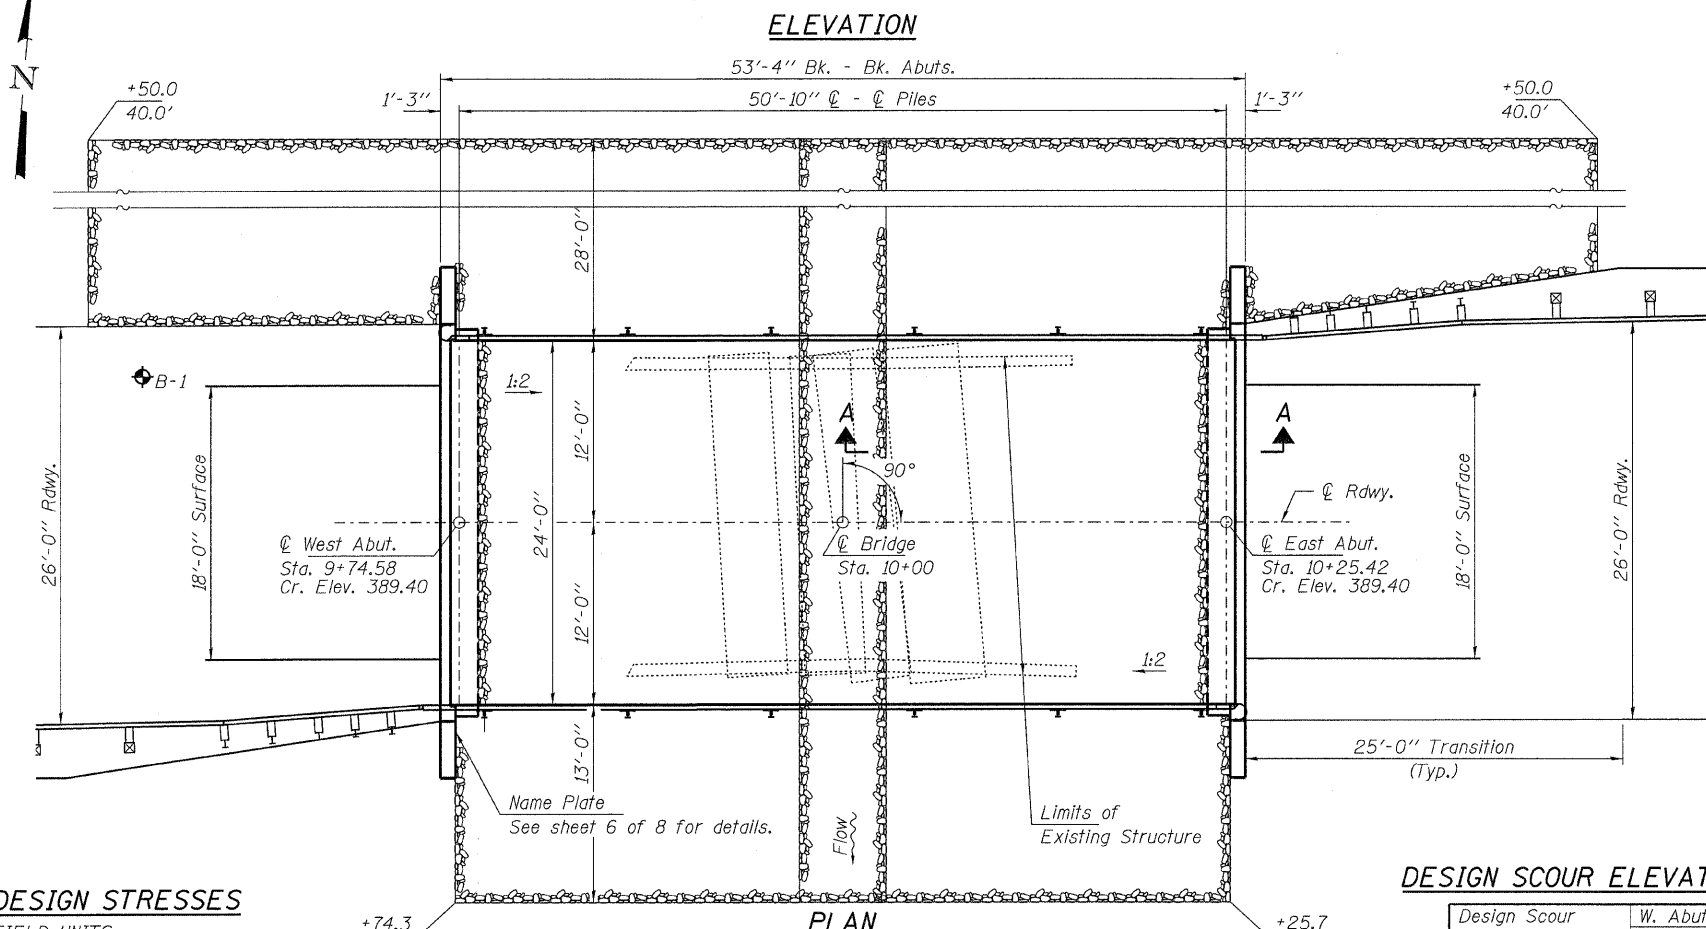 ELEVATION
N
53'-4" Bk. - Bk. Abuts.
+50.0
40.0'
1'-3"
50'-10" ℄ - ℄ Piles
1'-3"
+50.0
40.0'
28'-0"
B-1
1:2
12'-0"
A
A
90°
26'-0" Rdwy.
18'-0" Surface
24'-0"
℄ Rdwy.
18'-0" Surface
26'-0" Rdwy.
℄ West Abut.
Sta. 9+74.58
Cr. Elev. 389.40
℄ Bridge
Sta. 10+00
℄ East Abut.
Sta. 10+25.42
Cr. Elev. 389.40
12'-0"
1:2
13'-0"
25'-0" Transition
(Typ.)
Name Plate
See sheet 6 of 8 for details.
Flow
Limits of
Existing Structure
DESIGN STRESSES
FIELD UNITS
+74.3
PLAN
+25.7
DESIGN SCOUR ELEVAT
Design Scour
W. Abut